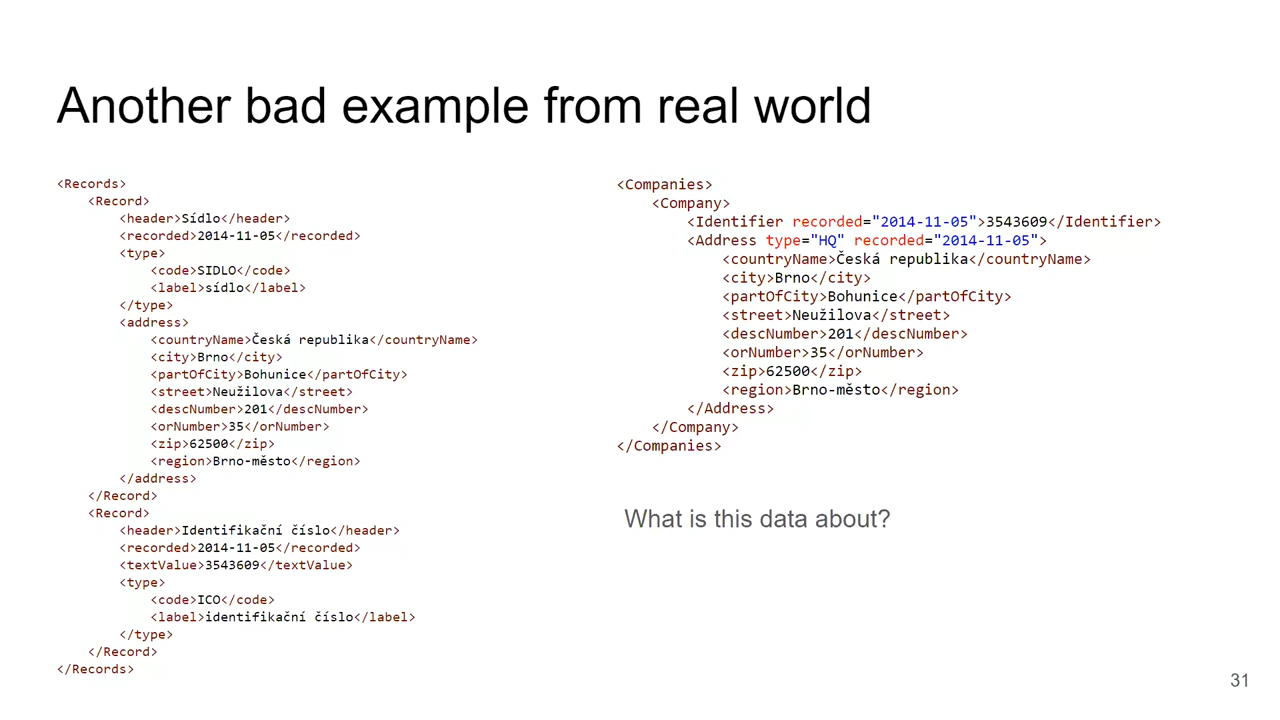 Another bad example from real world
<Records>
<Record>
<header>Sídlo</header>
<recorded>2014-11-05</recorded>
<type>
<code>SIDLO</code>
<label>sídlo</label>
</type>
<address>
<countryName>Česká republika</countryName>
<city>Brno</city>
<partOfCity>Bohunice</partOfCity>
<street>Neužilova</street>
<descNumber>201</descNumber>
<orNumber>35</orNumber>
<zip>62500</zip>
<region>Brno-město</region>
</address>
</Record>
<Record>
<header>Identifikační číslo</header>
<recorded>2014-11-05</recorded>
<textValue>3543609</textValue>
<type>
<code>ICO</code>
<label>identifikační číslo</label>
</type>
</Record>
</Records>
<Companies>
<Company>
<Identifier recorded="2014-11-05">3543609</Identifier>
<Address type="HQ" recorded="2014-11-05">
<countryName>Česká republika</countryName>
<city>Brno</city>
<partOfCity>Bohunice</partOfCity>
<street>Neužilova</street>
<descNumber>201</descNumber>
<orNumber>35</orNumber>
<zip>62500</zip>
<region>Brno-město</region>
</Address>
</Company>
</Companies>
What is this data about?
31